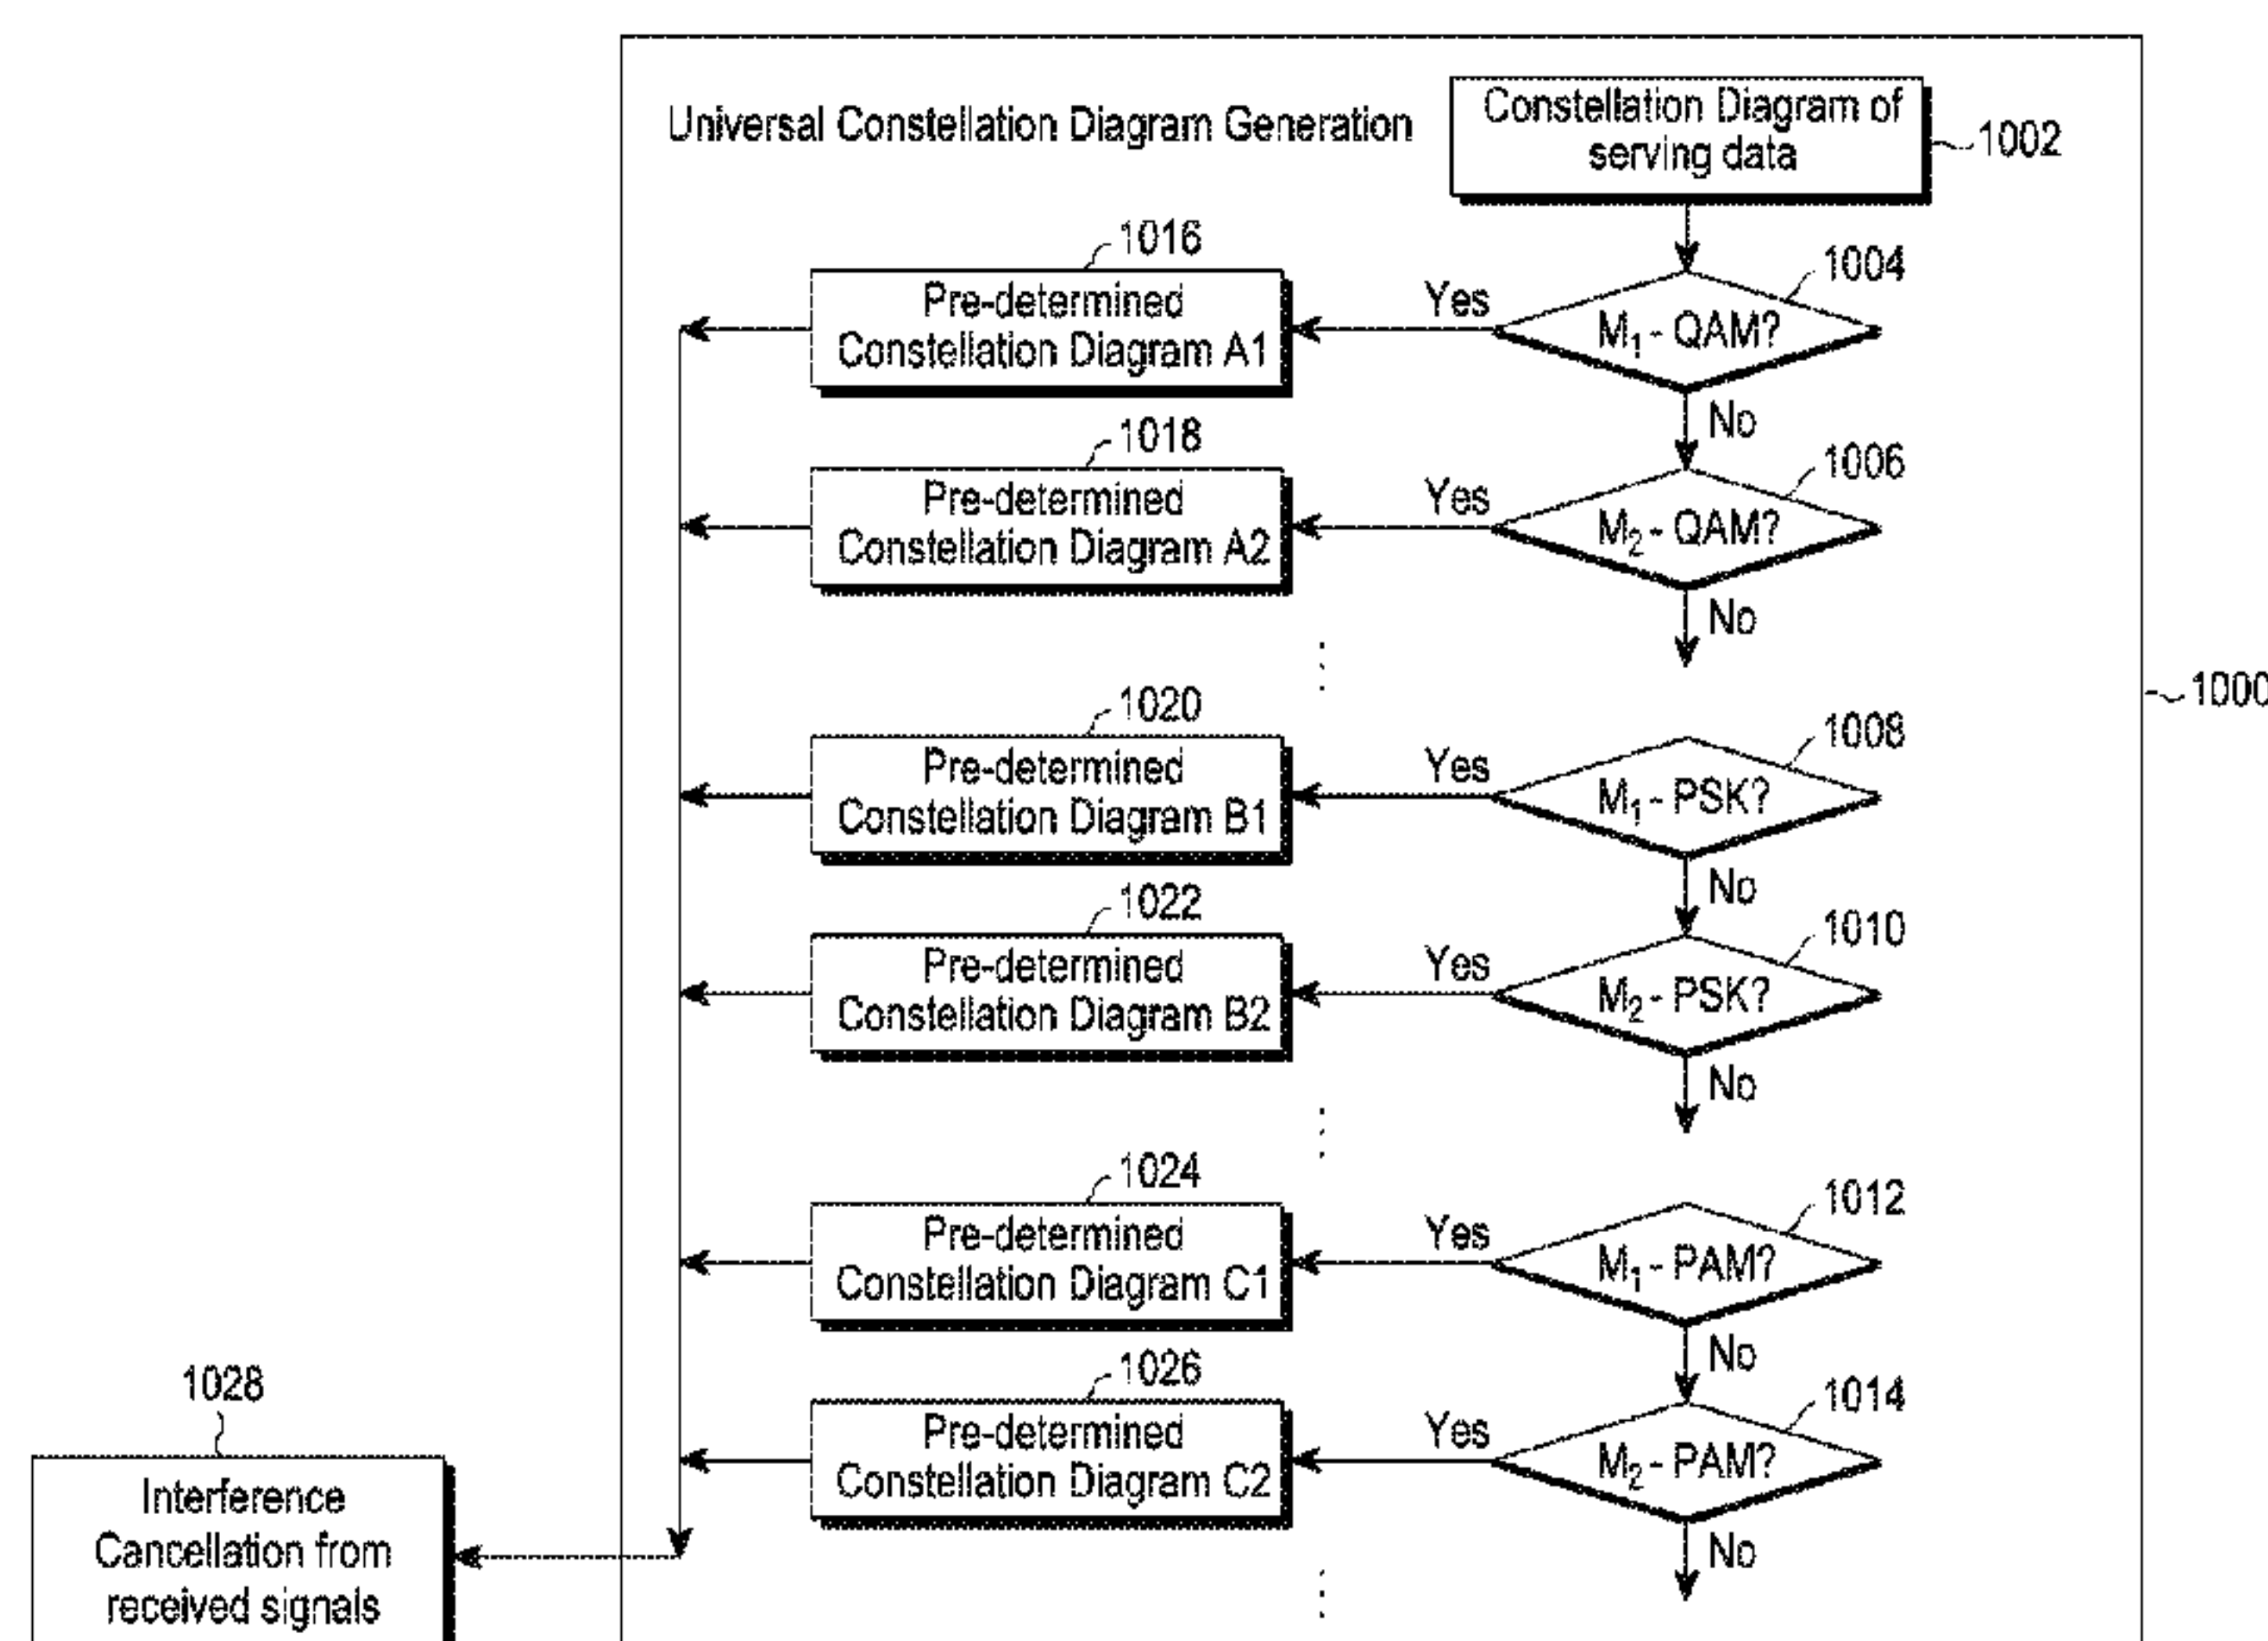 Universal Constellation Diagram Generation
Constellation Diagram of
serving data
1002
1016
Pre-determined
Constellation Diagram A1
Yes
M1 - QAM?
1004
No
1018
Pre-determined
Constellation Diagram A2
Yes
M2 - QAM?
1006
No
1000
1020
Pre-determined
Constellation Diagram B1
Yes
M1 - PSK?
1008
No
1022
Pre-determined
Constellation Diagram B2
Yes
M2 - PSK?
1010
No
1024
Pre-determined
Constellation Diagram C1
Yes
M1 - PAM?
1012
No
1026
Pre-determined
Constellation Diagram C2
Yes
M2 - PAM?
1014
No
1028
Interference
Cancellation from
received signals